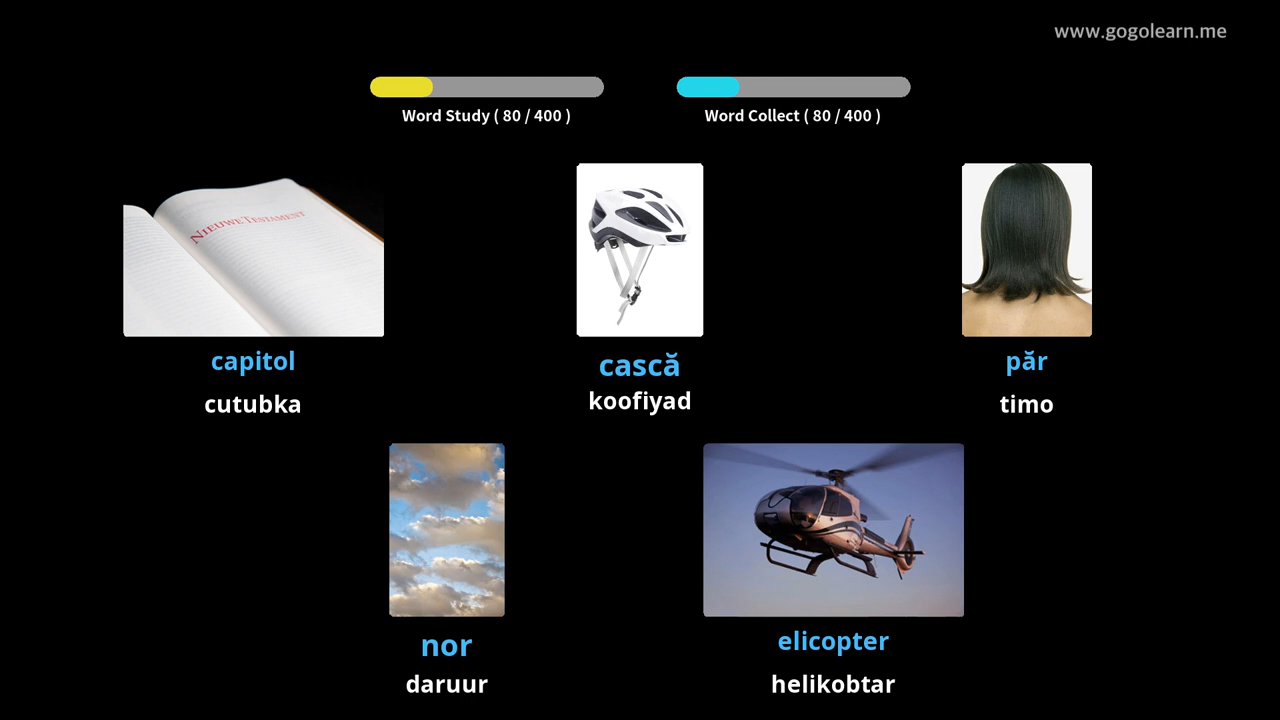 www.gogolearn.me
Word Study ( 80 / 400 )
Word Collect ( 80 / 400 )
NIEUWE TESTAMENT
capitol
cutubka
cască
koofiyad
păr
timo
nor
daruur
elicopter
helikobtar